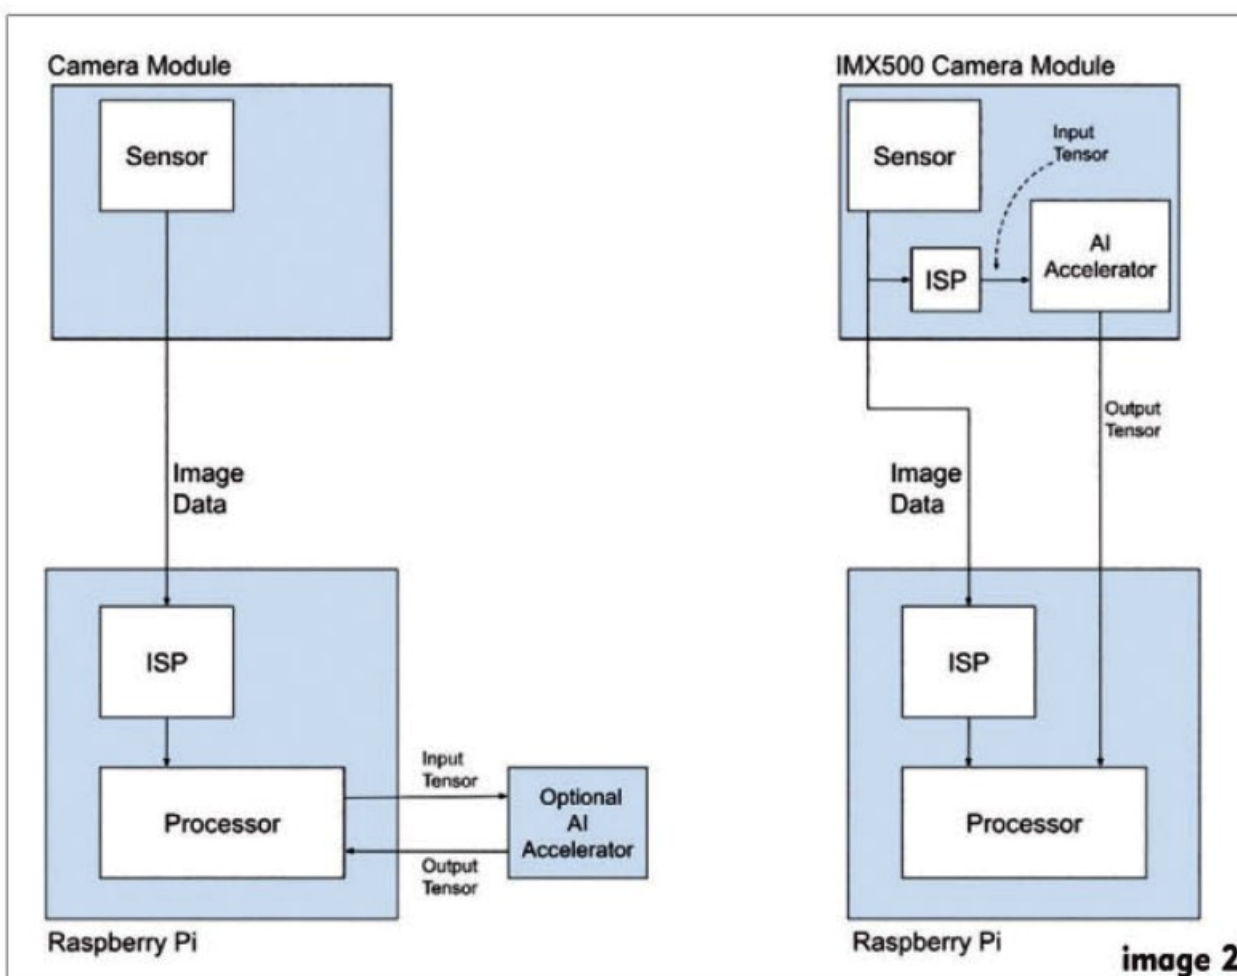 Camera Module
Sensor
Image
Data
ISP
Processor
Input
Tensor
Output
Tensor
Optional
AI
Accelerator
Raspberry Pi
IMX500 Camera Module
Sensor
Input
Tensor
ISP
AI
Accelerator
Output
Tensor
Image
Data
ISP
Processor
Raspberry Pi
image 2